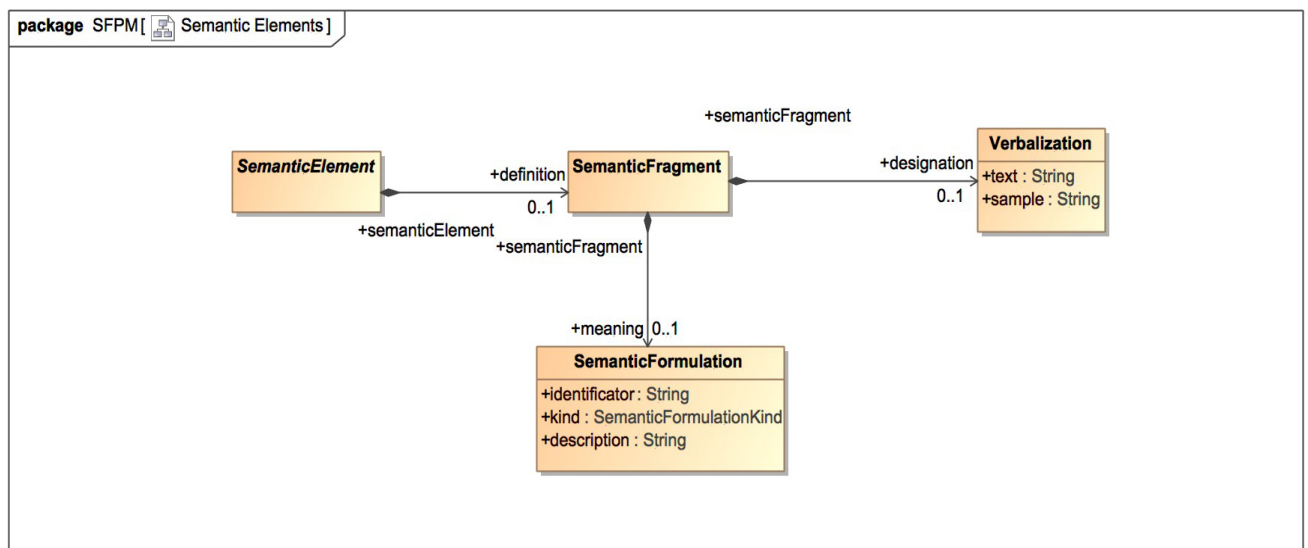 package SFPM[ Semantic Elements ]
+semanticFragment
SemanticElement
+definition
0..1
+semanticElement
SemanticFragment
+designation
0..1
Verbalization
+text : String
+sample : String
+semanticFragment
+meaning 0..1
SemanticFormulation
+identificator : String
+kind : SemanticFormulationKind
+description : String